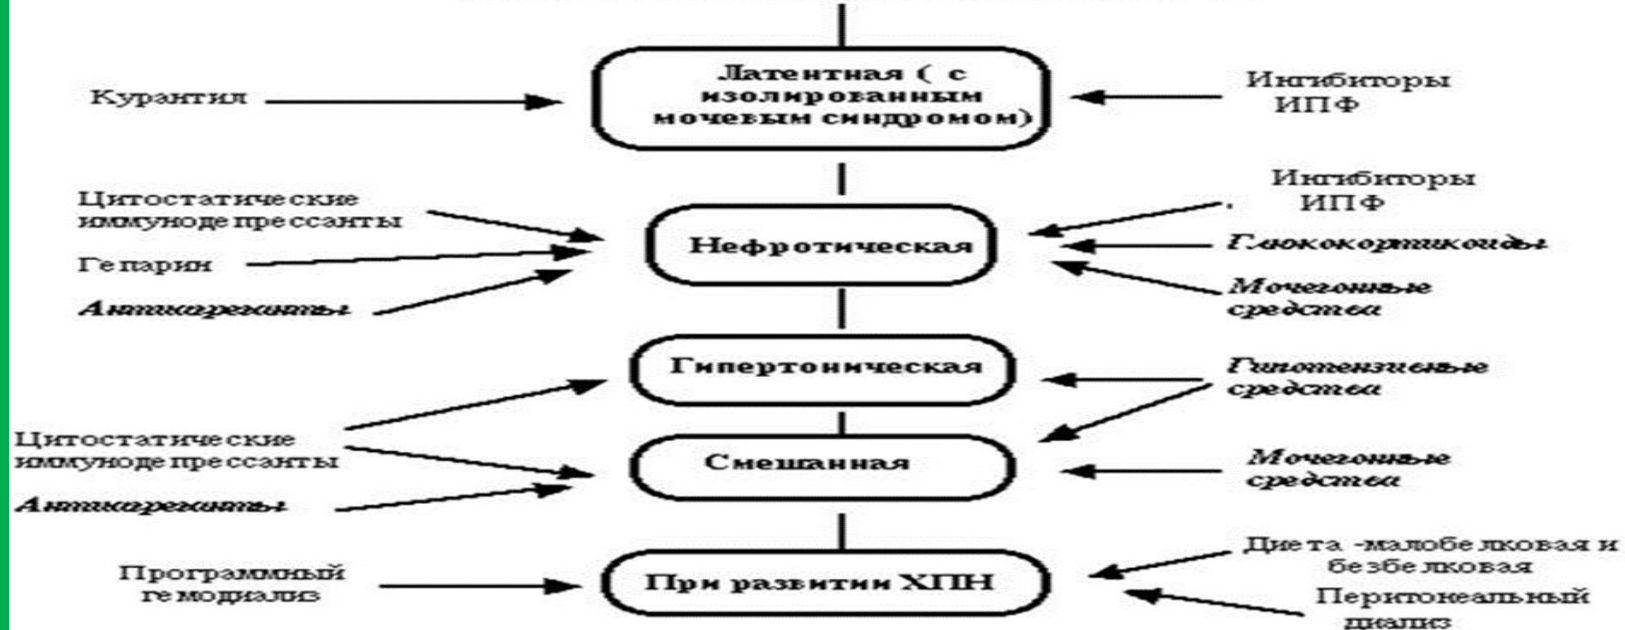 Латентная ( с
изолированным
мочевым синдромом)
Курантил
Ингибиторы
ИПФ
Цитостатические
иммунодепрессанты
Гепарин
Антиагреганты
Нефротическая
Ингибиторы
ИПФ
Глюкокортикоиды
Мочегонные
средства
Гипертоническая
Гипотензивные
средства
Цитостатические
иммунодепрессанты
Антиагреганты
Смешанная
Мочегонные
средства
Программный
гемодиализ
При развитии ХПН
Диета -малобелковая и
безбелковая
Перитонеальный
диализ